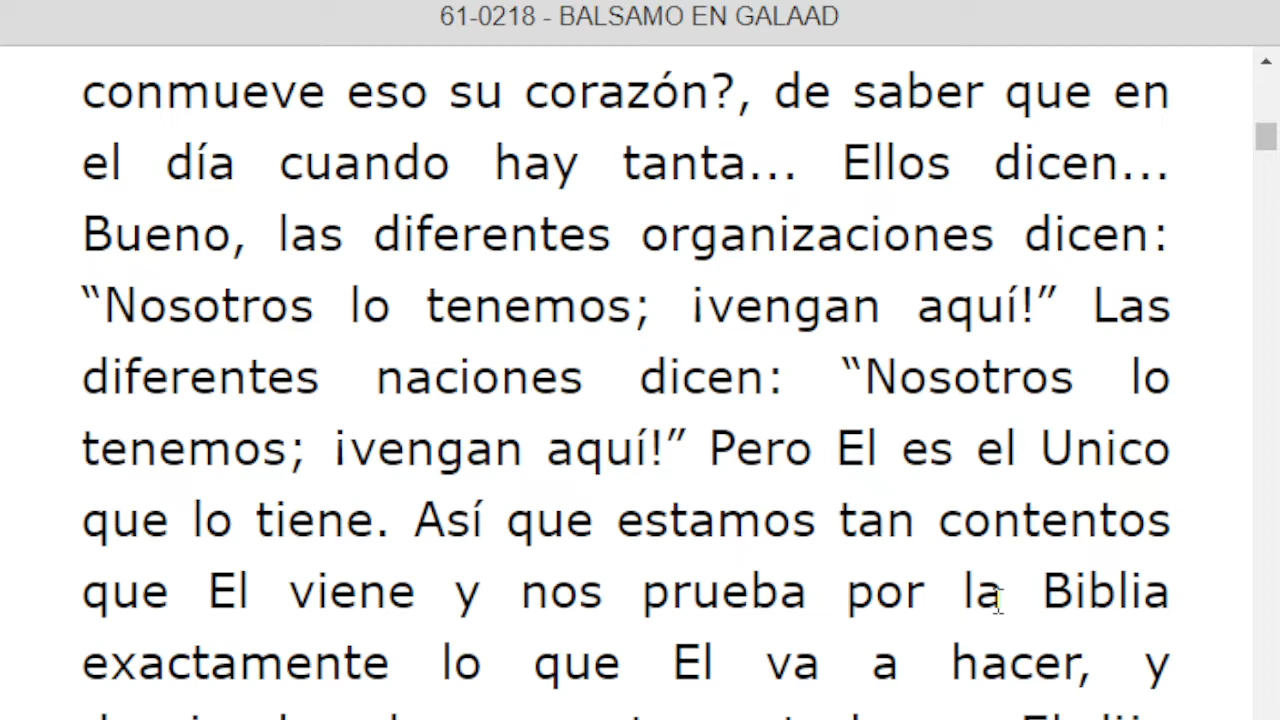 61-0218 - BALSAMO EN GALAAD
conmueve eso su corazón?, de saber que en
el día cuando hay tanta... Ellos dicen...
Bueno, las diferentes organizaciones dicen:
“Nosotros lo tenemos; ¡vengan aquí!” Las
diferentes naciones dicen: “Nosotros lo
tenemos; ¡vengan aquí!” Pero El es el Unico
que lo tiene. Así que estamos tan contentos
que El viene y nos prueba por la Biblia
exactamente lo que El va a hacer, y